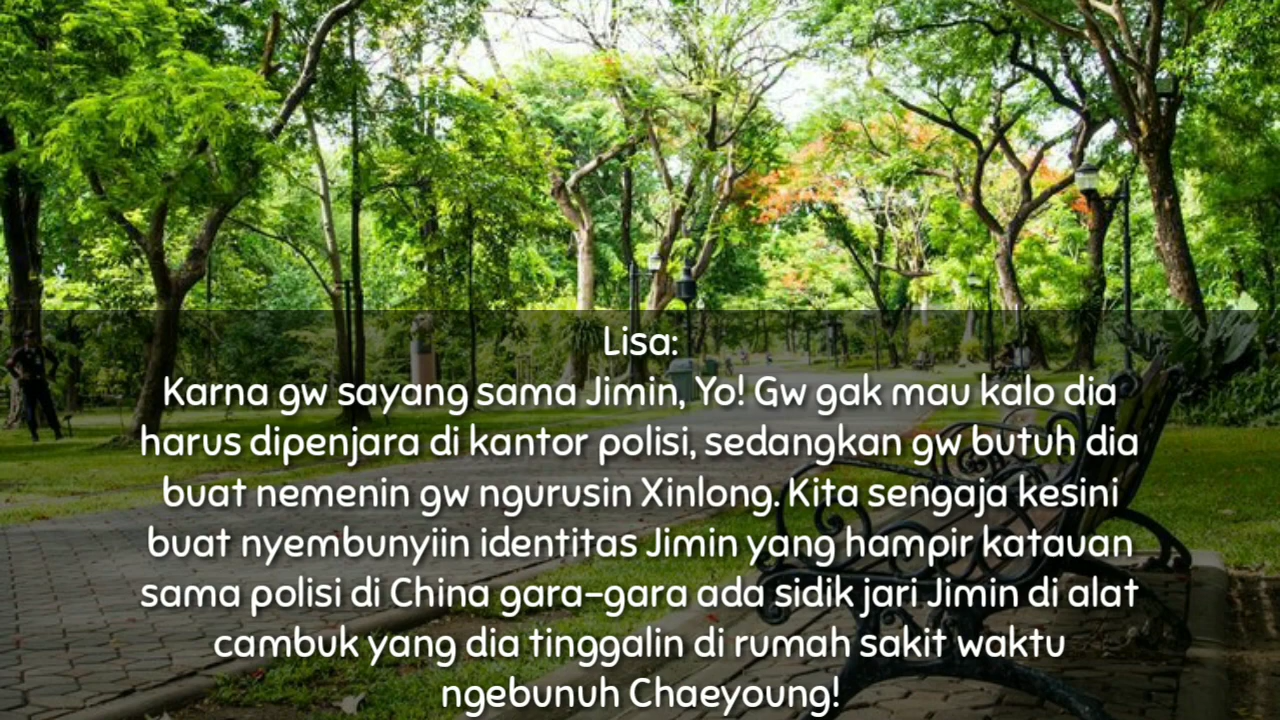 Lisa:
Karna gw sayang sama Jimin, Yo! Gw gak mau kalo dia
harus dipenjara di kantor polisi, sedangkan gw butuh dia
buat nemenin gw ngurusin Xinlong. Kita sengaja kesini
buat nyembunyiin identitas Jimin yang hampir katauan
sama polisi di China gara-gara ada sidik jari Jimin di alat
cambuk yang dia tinggalin di rumah sakit waktu
ngebunuh Chaeyoung!